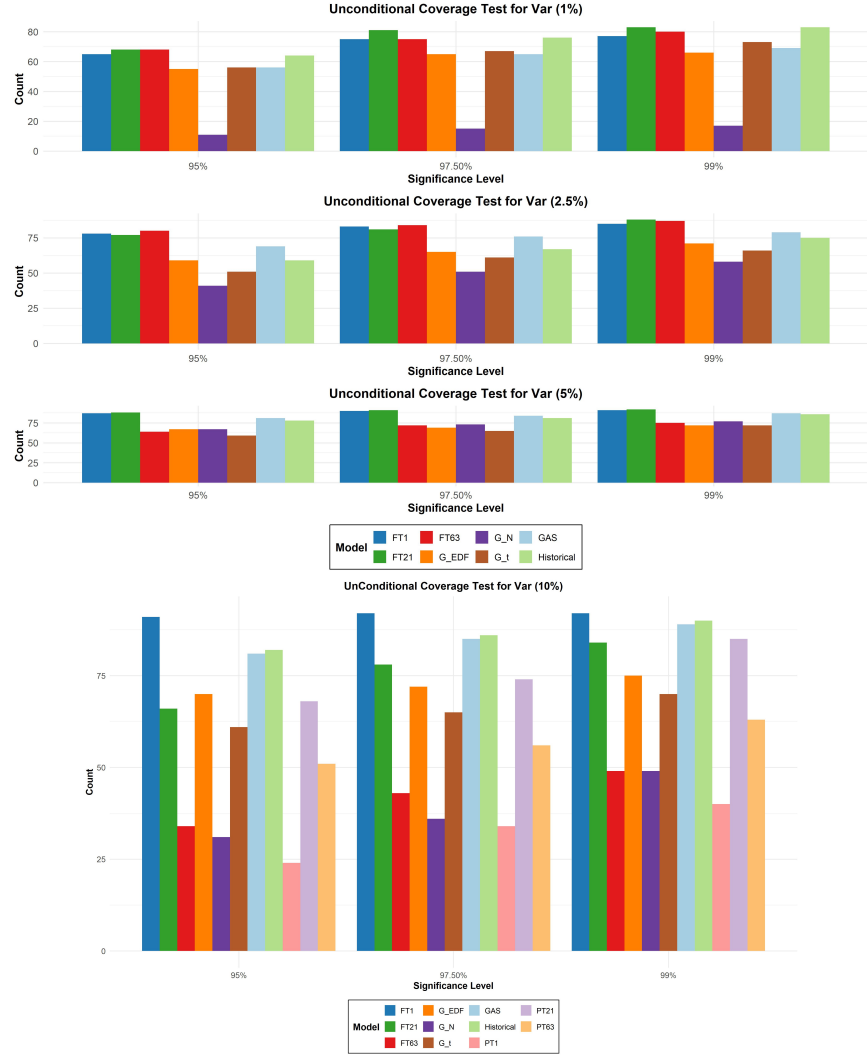 Unconditional Coverage Test for Var (1%)
80
60
40
20
0
Count
95%
97.50%
99%
Significance Level
Unconditional Coverage Test for Var (2.5%)
75
50
25
0
Count
95%
97.50%
99%
Significance Level
Unconditional Coverage Test for Var (5%)
75
50
25
0
Count
95%
97.50%
99%
Significance Level
Model
FT1
FT63
G_N
GAS
FT21
G_EDF
G_t
Historical
UnConditional Coverage Test for Var (10%)
75
50
25
0
Count
95%
97.50%
99%
Significance Level
Model
FT1
G_EDF
GAS
PT21
FT21
G_N
Historical
PT63
FT63
G_t
PT1